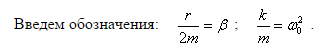 Введем обозначения: r/2m = β ; k/m = ω₀² .